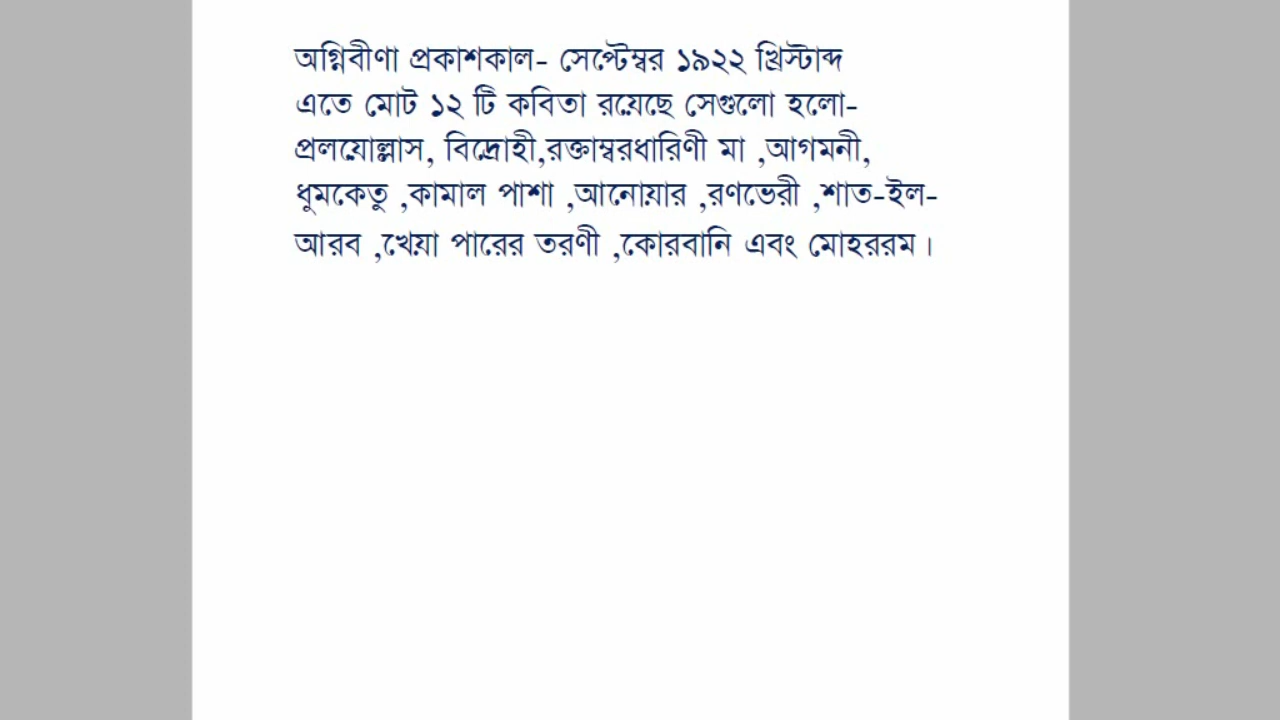 অগ্নিবীণা প্রকাশকাল- সেপ্টেম্বর ১৯২২ খ্রিস্টাব্দ
এতে মোট ১২ টি কবিতা রয়েছে সেগুলো হলো-
প্রলয়োল্লাস, বিদ্রোহী,রক্তাম্বরধারিণী মা ,আগমনী,
ধুমকেতু ,কামাল পাশা ,আনোয়ার ,রণভেরী ,শাত-ইল-
আরব ,খেয়া পারের তরণী ,কোরবানি এবং মোহররম।